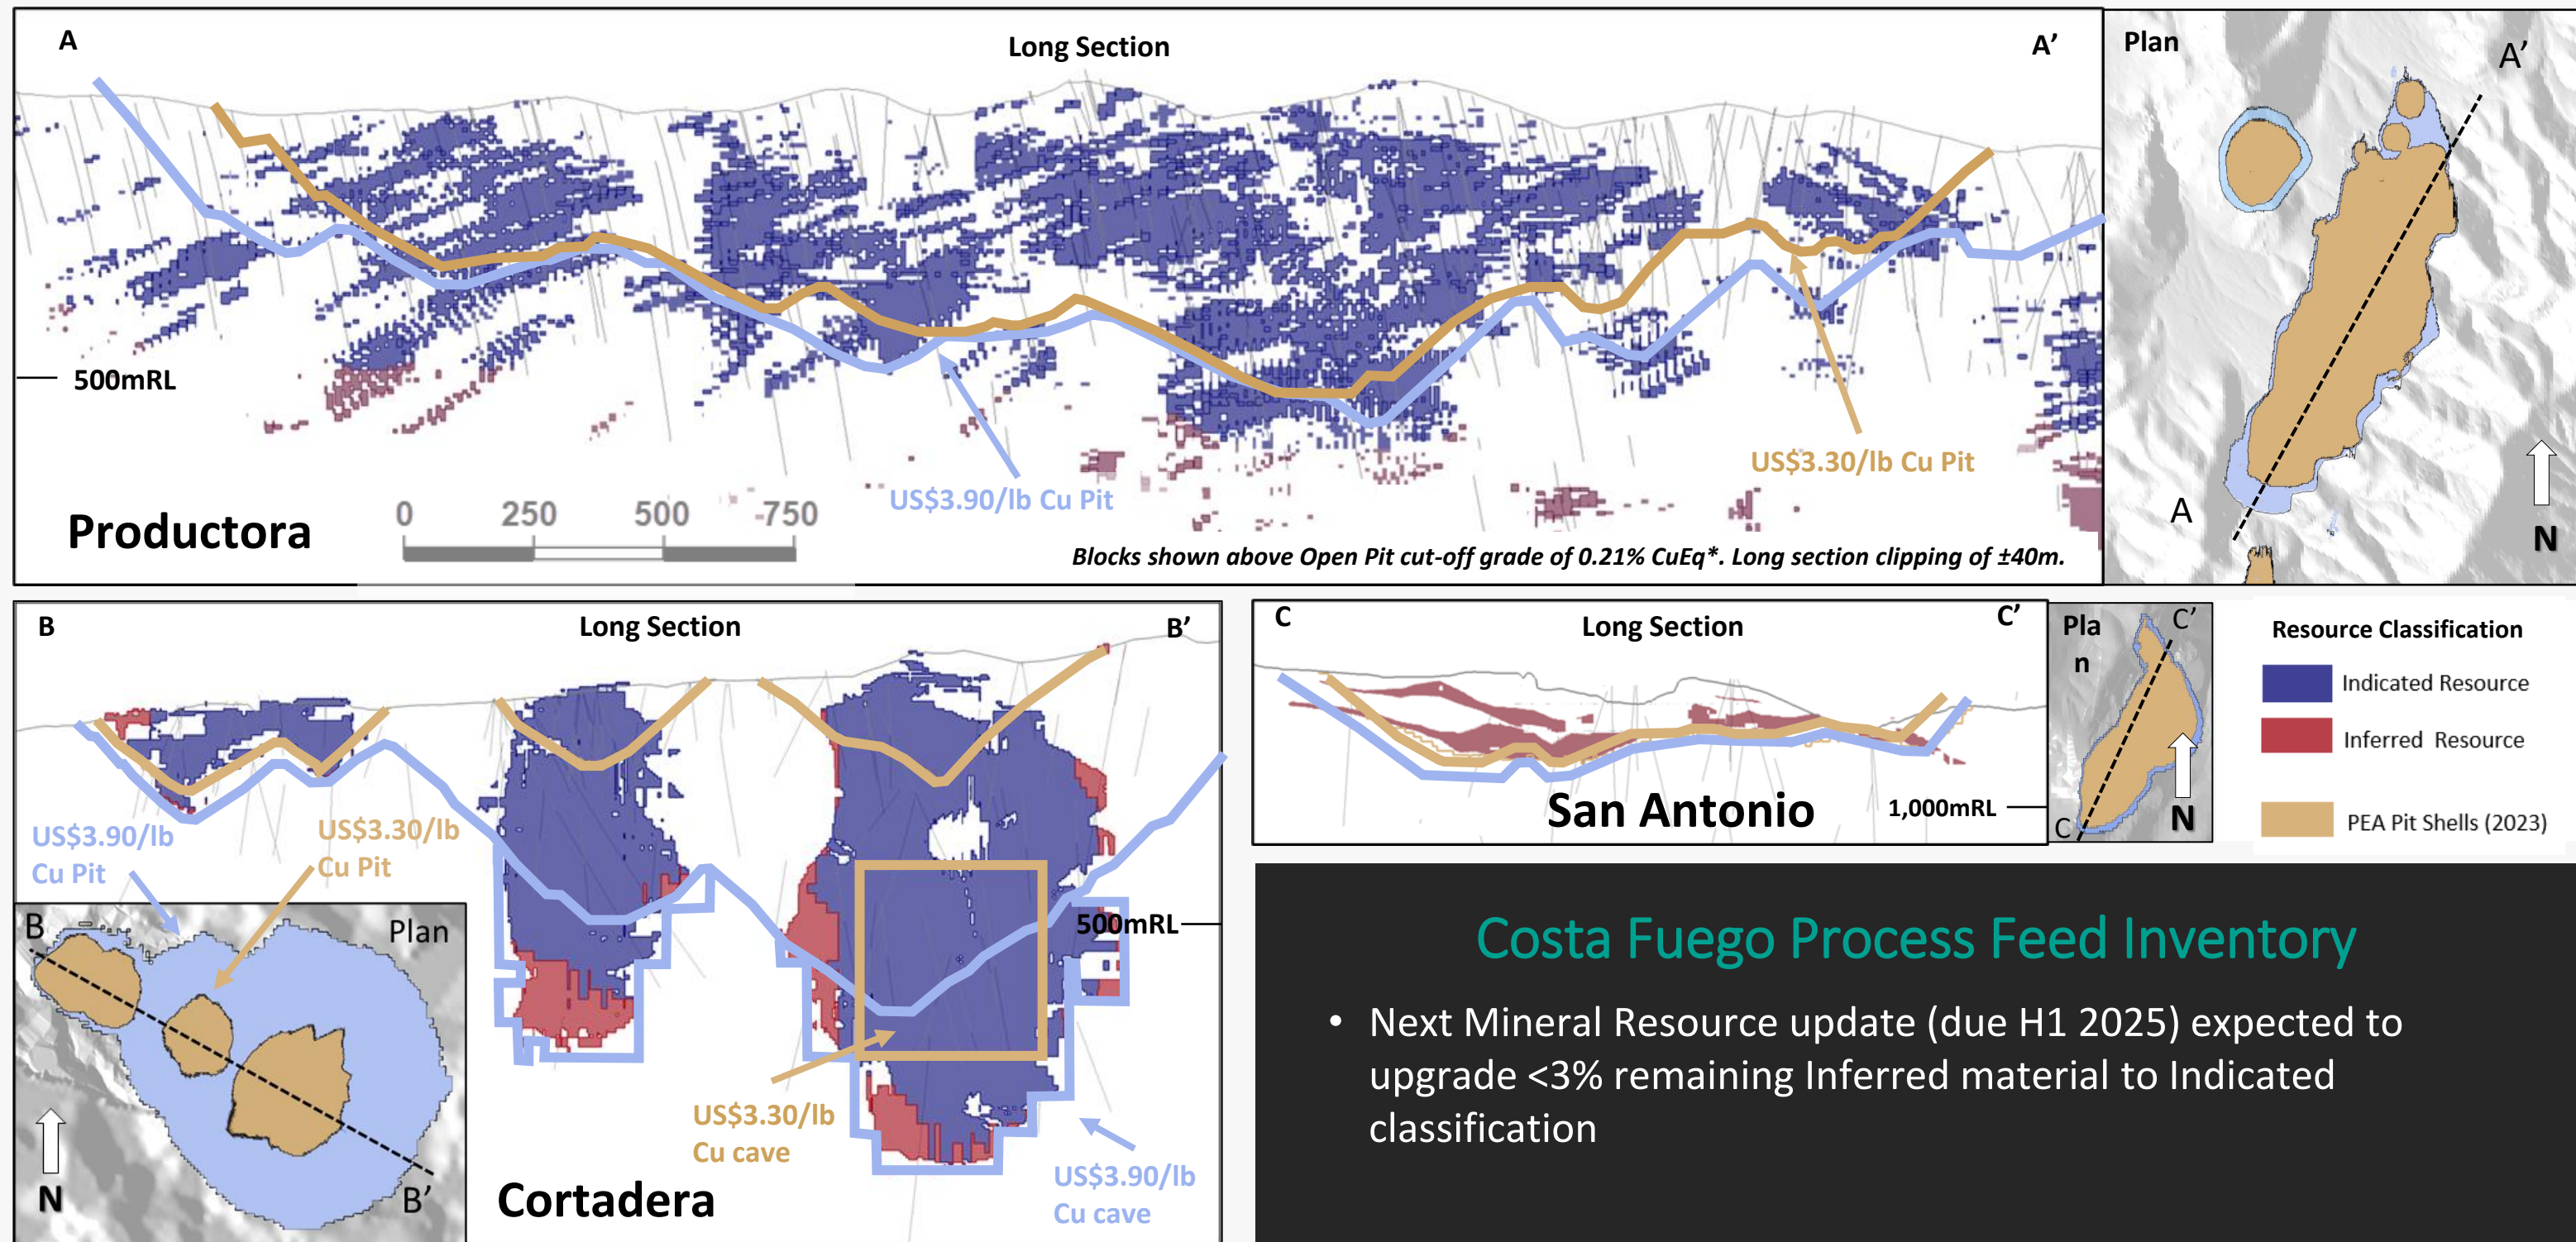 A
Long Section
A’
500mRL
US$3.90/lb Cu Pit
US$3.30/lb Cu Pit
Productora
0 250 500 750
Blocks shown above Open Pit cut-off grade of 0.21% CuEq*. Long section clipping of ±40m.
Plan
A’
A
N
B
Long Section
B’
US$3.90/lb
Cu Pit
US$3.30/lb
Cu Pit
500mRL
US$3.30/lb
Cu cave
US$3.90/lb
Cu cave
Cortadera
B
Plan
N
B’
C
Long Section
C’
San Antonio
1,000mRL
Pla
n
C’
C
N
Resource Classification
Indicated Resource
Inferred Resource
PEA Pit Shells (2023)
Costa Fuego Process Feed Inventory
• Next Mineral Resource update (due H1 2025) expected to
upgrade <3% remaining Inferred material to Indicated
classification